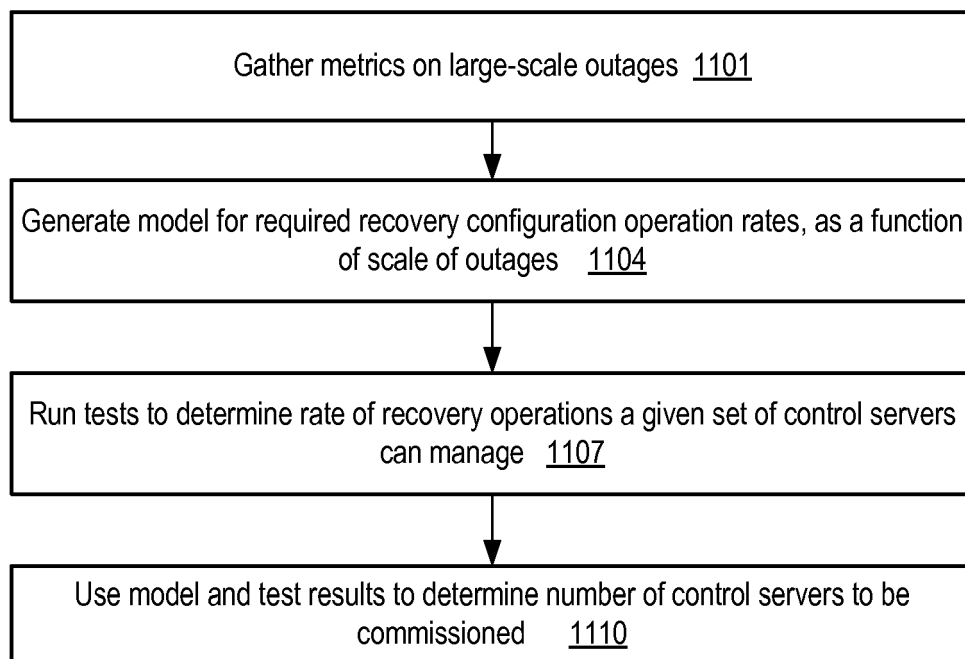 Gather metrics on large-scale outages 1101
Generate model for required recovery configuration operation rates, as a function
of scale of outages 1104
Run tests to determine rate of recovery operations a given set of control servers
can manage 1107
Use model and test results to determine number of control servers to be
commissioned 1110